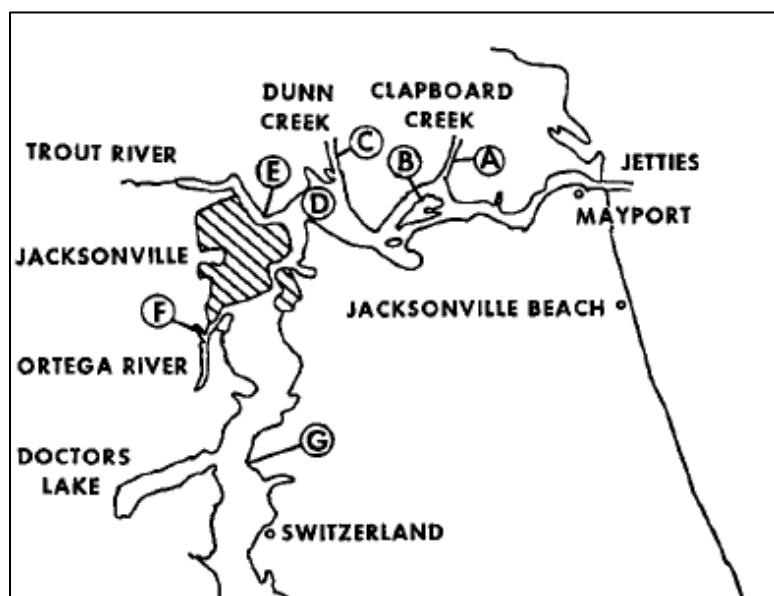 DUNN
CREEK
CLAPBOARD
CREEK
TROUT RIVER
C
B
A
JETTIES
E
D
MAYPORT
JACKSONVILLE
F
JACKSONVILLE BEACH
ORTEGA RIVER
G
DOCTORS
LAKE
SWITZERLAND